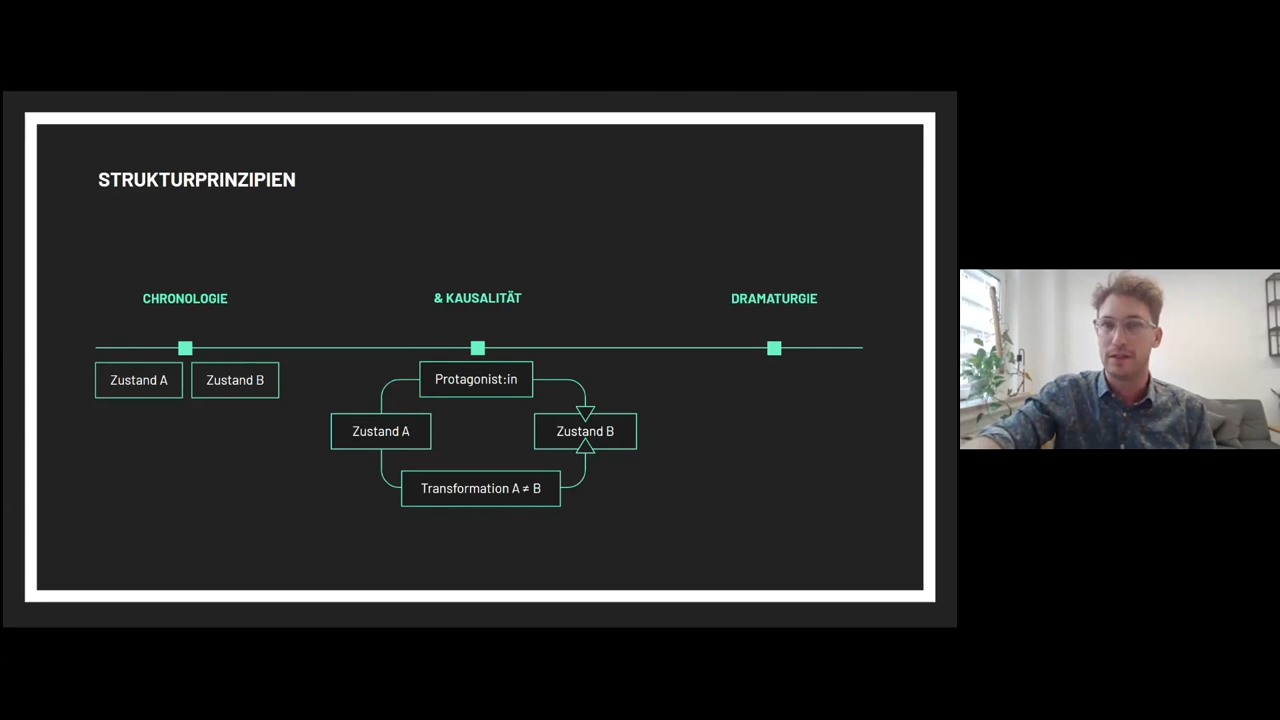 STRUKTURPRINZIPIEN
CHRONOLOGIE
& KAUSALITÄT
DRAMATURGIE
Zustand A
Zustand B
Protagonist:in
Zustand A
Zustand B
Transformation A ≠ B